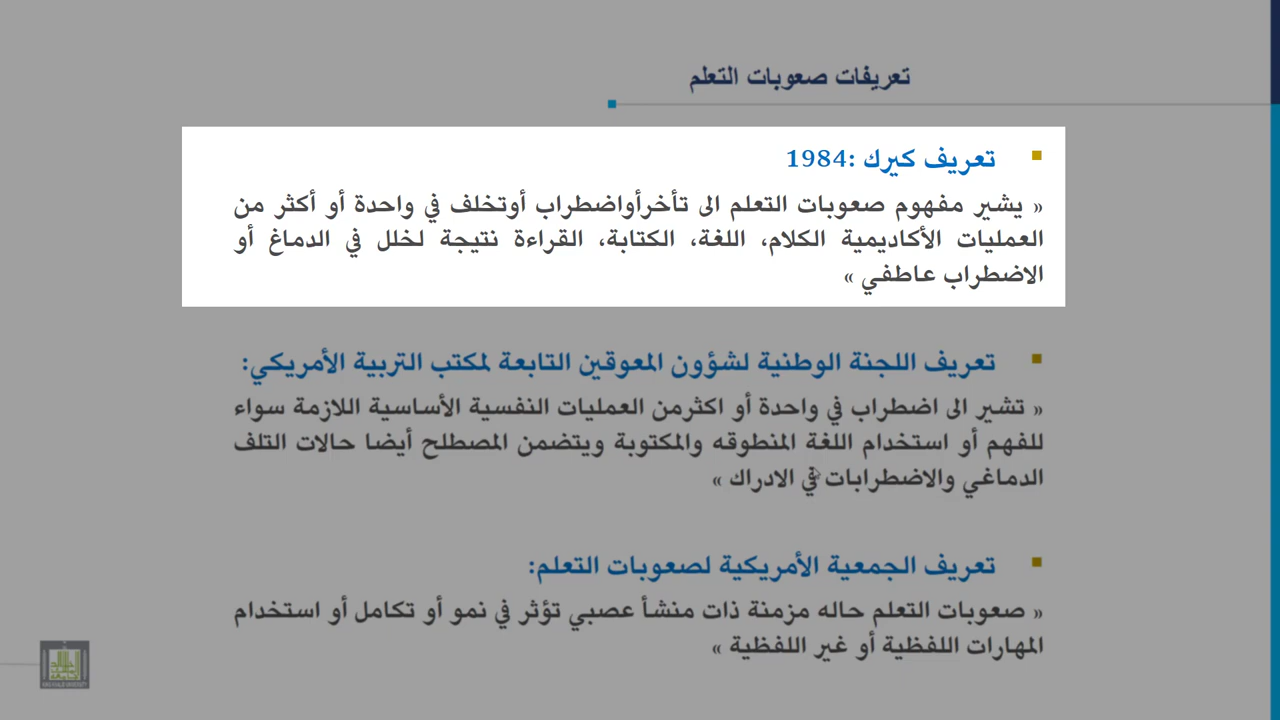 تعريفات صعوبات التعلم
تعريف كيرك :1984
« يشير مفهوم صعوبات التعلم الى تأخرأواضطراب أوتخلف في واحدة أو أكثر من
العمليات الأكاديمية الكلام، اللغة، الكتابة، القراءة نتيجة لخلل في الدماغ أو
الاضطراب عاطفي »
تعريف اللجنة الوطنية لشؤون المعوقين التابعة لمكتب التربية الأمريكي:
« تشير الى اضطراب في واحدة أو اكثرمن العمليات النفسية الأساسية اللازمة سواء
للفهم أو استخدام اللغة المنطوقه والمكتوبة ويتضمن المصطلح أيضا حالات التلف
الدماغي والاضطرابات في الادراك »
تعريف الجمعية الأمريكية لصعوبات التعلم:
« صعوبات التعلم حاله مزمنة ذات منشأ عصبي تؤثر في نمو أو تكامل أو استخدام
المهارات اللفظية أو غير اللفظية »
KING KHALID UNIVERSITY